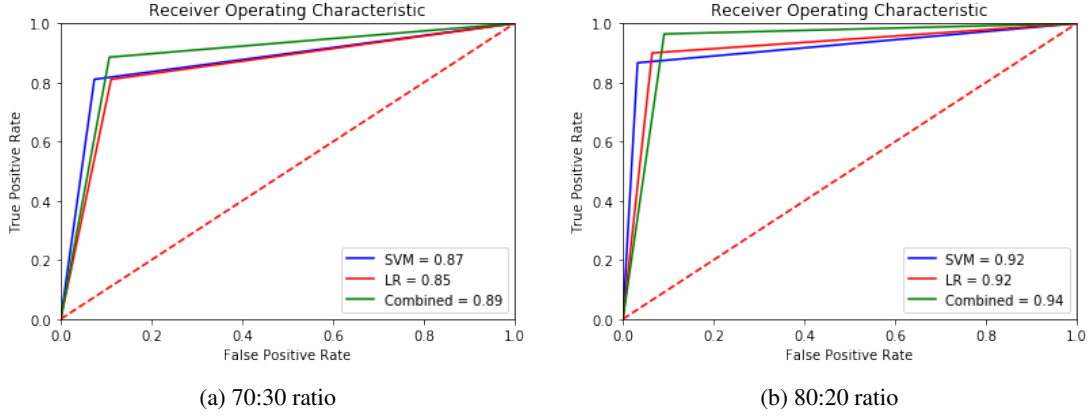 Receiver Operating Characteristic
1.0
0.8
0.6
0.4
0.2
0.0
True Positive Rate
SVM = 0.87
LR = 0.85
Combined = 0.89
0.0 0.2 0.4 0.6 0.8 1.0
False Positive Rate
(a) 70:30 ratio
Receiver Operating Characteristic
1.0
0.8
0.6
0.4
0.2
0.0
True Positive Rate
SVM = 0.92
LR = 0.92
Combined = 0.94
0.0 0.2 0.4 0.6 0.8 1.0
False Positive Rate
(b) 80:20 ratio